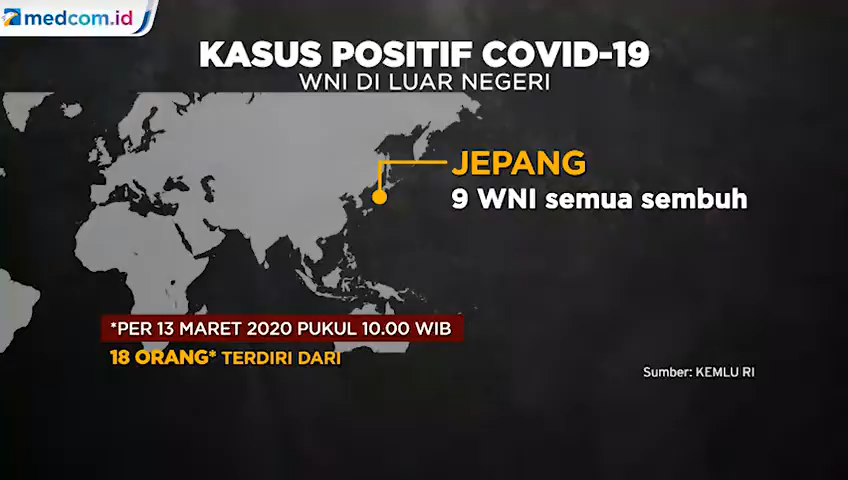 medcom.id
KASUS POSITIF COVID-19
WNI DI LUAR NEGERI
JEPANG
9 WNI semua sembuh
*PER 13 MARET 2020 PUKUL 10.00 WIB
18 ORANG* TERDIRI DARI
Sumber: KEMLU RI